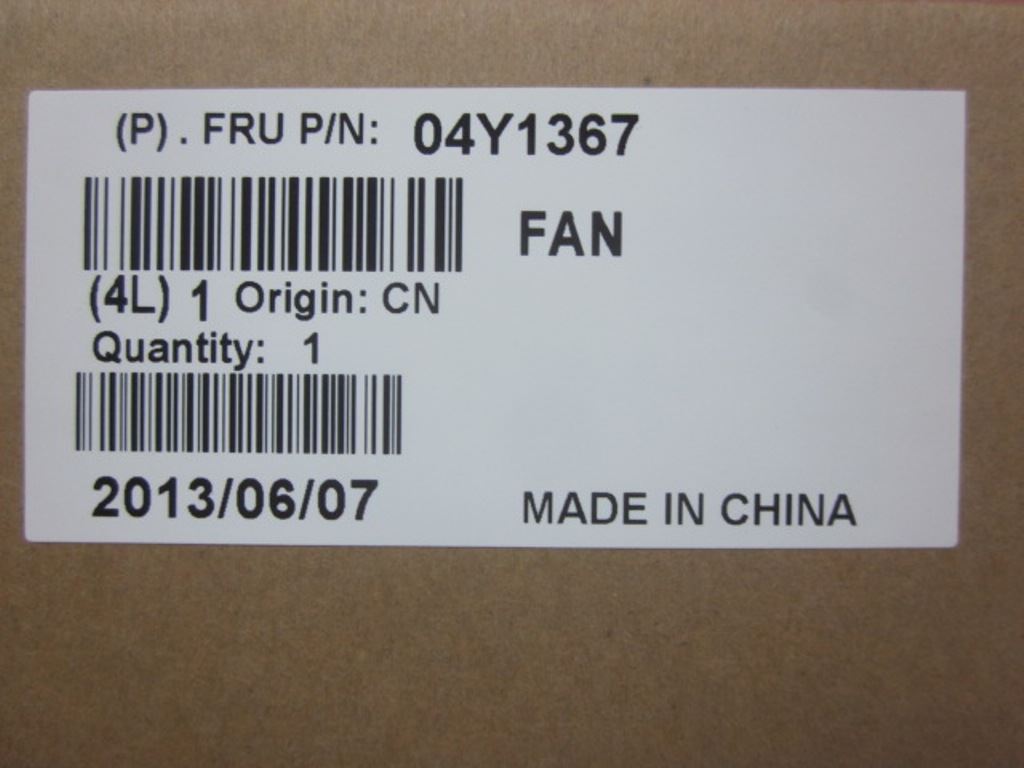 (P) . FRU P/N: 04Y1367
FAN
(4L) 1 Origin: CN
Quantity: 1
2013/06/07
MADE IN CHINA